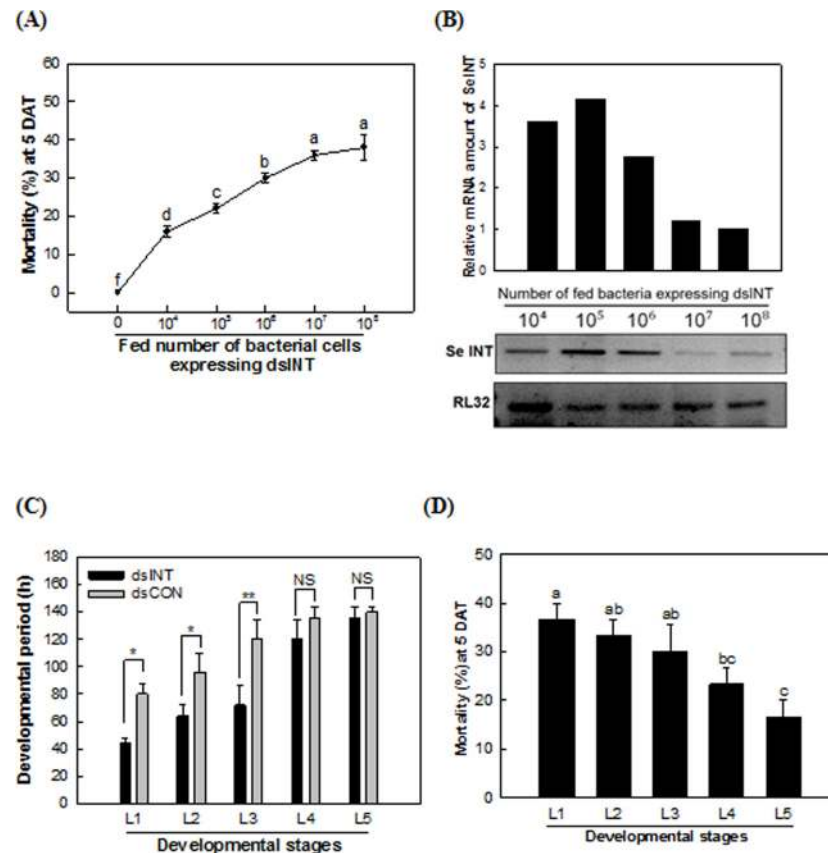 (A)
60
50
40
30
20
10
0
Mortality (%) at 5 DAT
f
d
c
b
a
a
0 10⁴ 10⁵ 10⁶ 10⁷ 10⁸
Fed number of bacterial cells
expressing dsINT
(B)
5
4
3
2
1
0
Relative mRNA amount of SeINT
Number of fed bacteria expressing dsINT
10⁴ 10⁵ 10⁶ 10⁷ 10⁸
Se INT
RL32
(C)
180
160
140
120
100
80
60
40
20
0
Developmental period (h)
dsINT
dsCON
* * ** NS NS
L1 L2 L3 L4 L5
Developmental stages
(D)
50
40
30
20
10
0
Mortality (%) at 5 DAT
a ab ab bc c
L1 L2 L3 L4 L5
Developmental stages